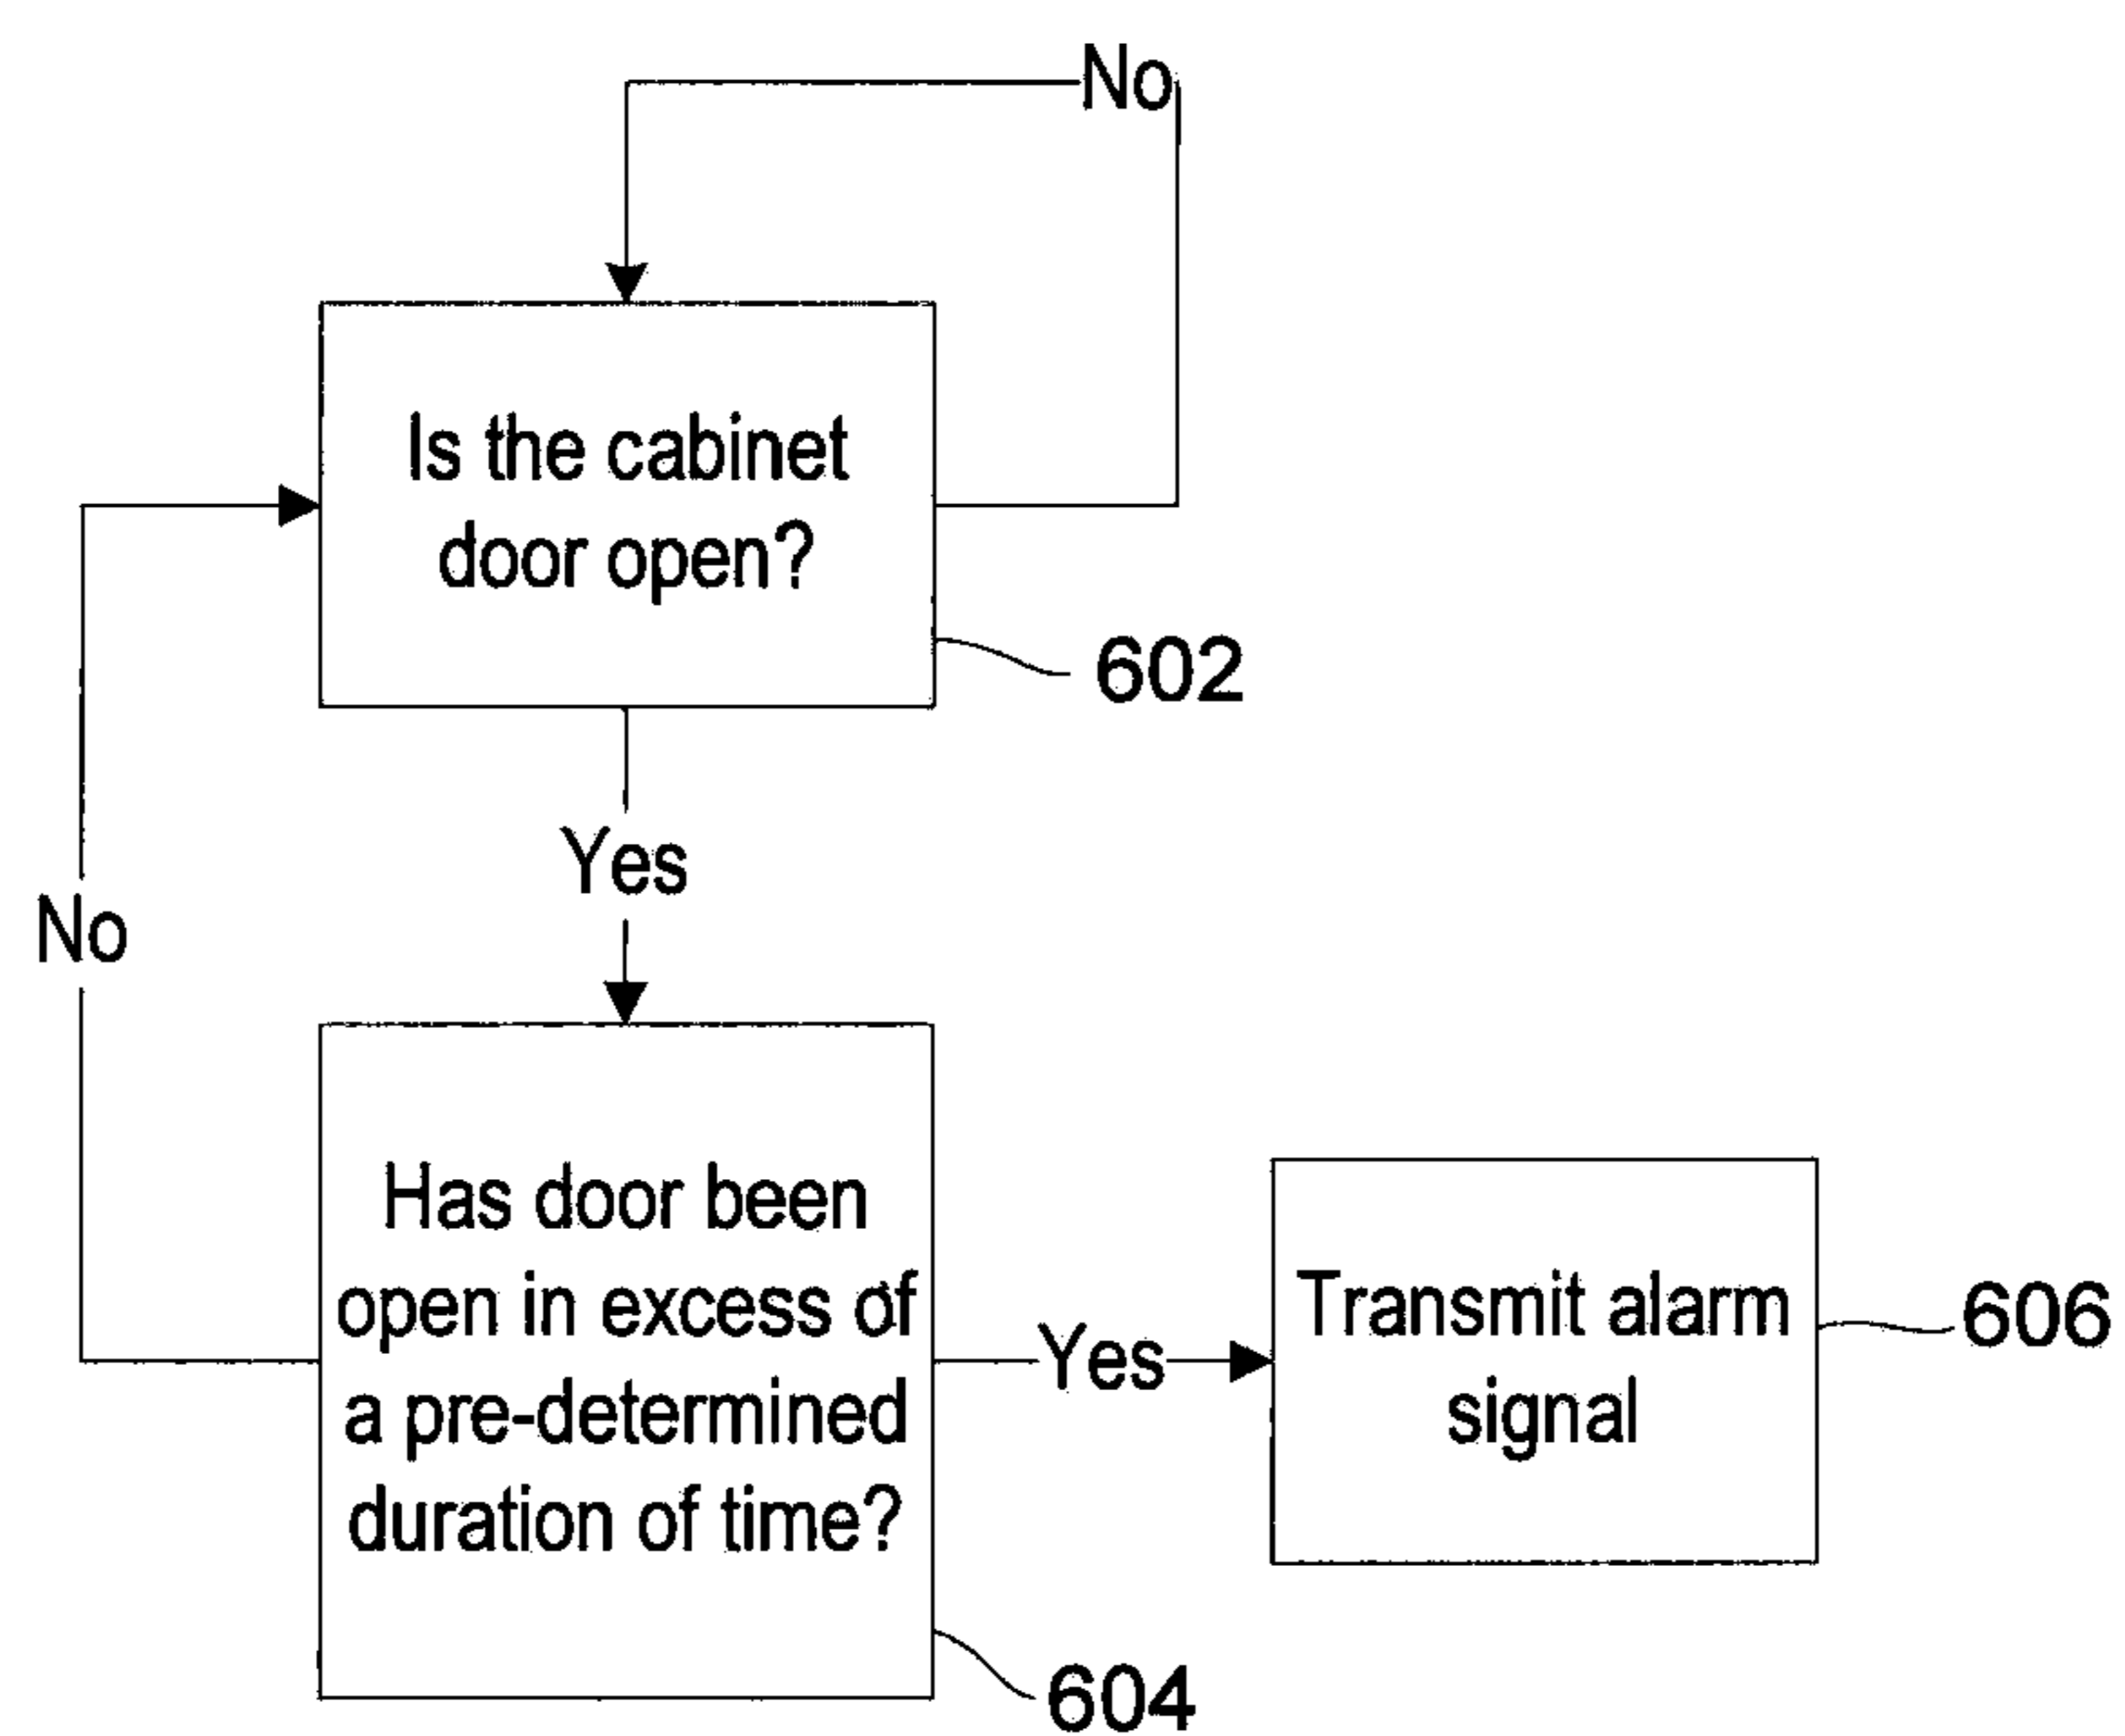 No
Is the cabinet
door open?
602
Yes
No
Has door been
open in excess of
a pre-determined
duration of time?
Yes
Transmit alarm
signal
606
604